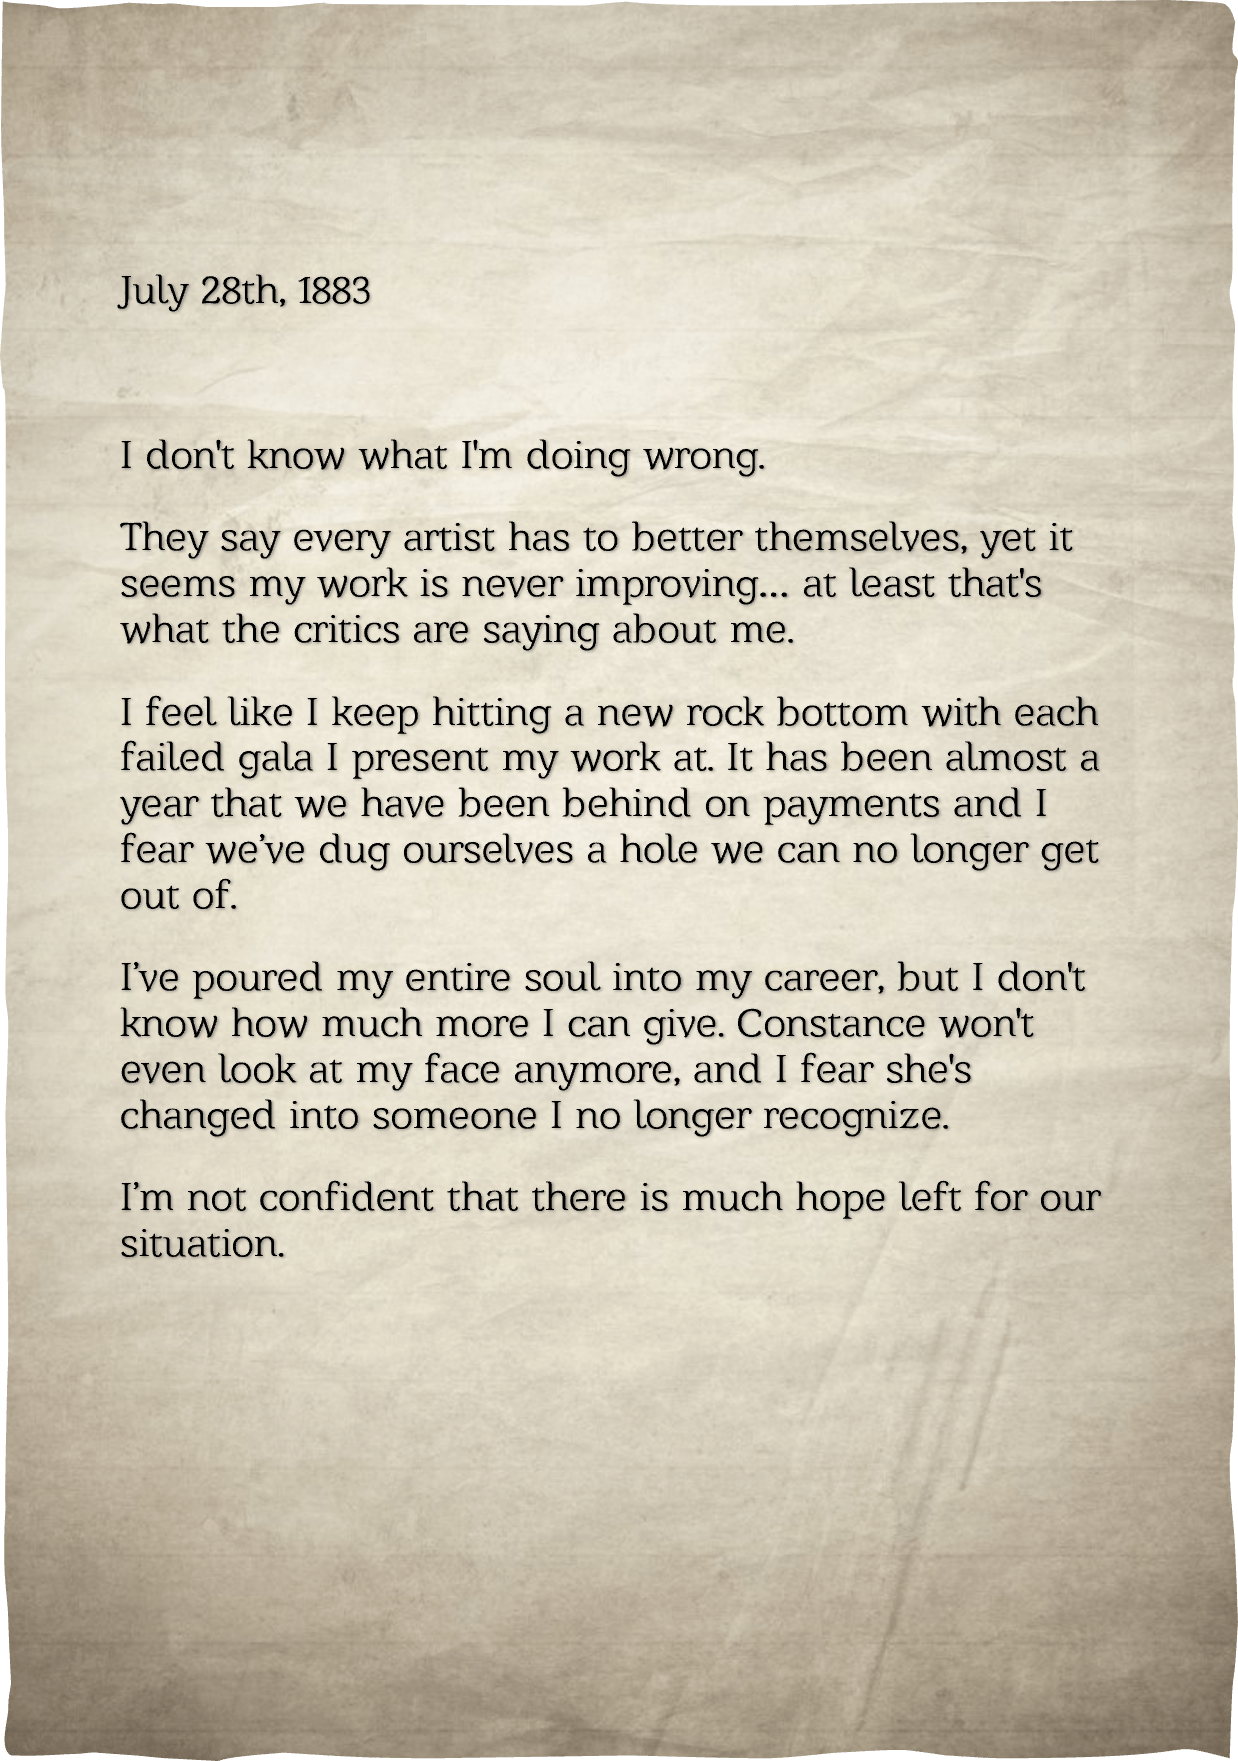 July 28th, 1883
I don't know what I'm doing wrong.
They say every artist has to better themselves, yet it
seems my work is never improving... at least that's
what the critics are saying about me.
I feel like I keep hitting a new rock bottom with each
failed gala I present my work at. It has been almost a
year that we have been behind on payments and I
fear we’ve dug ourselves a hole we can no longer get
out of.
I’ve poured my entire soul into my career, but I don't
know how much more I can give. Constance won't
even look at my face anymore, and I fear she's
changed into someone I no longer recognize.
I’m not confident that there is much hope left for our
situation.